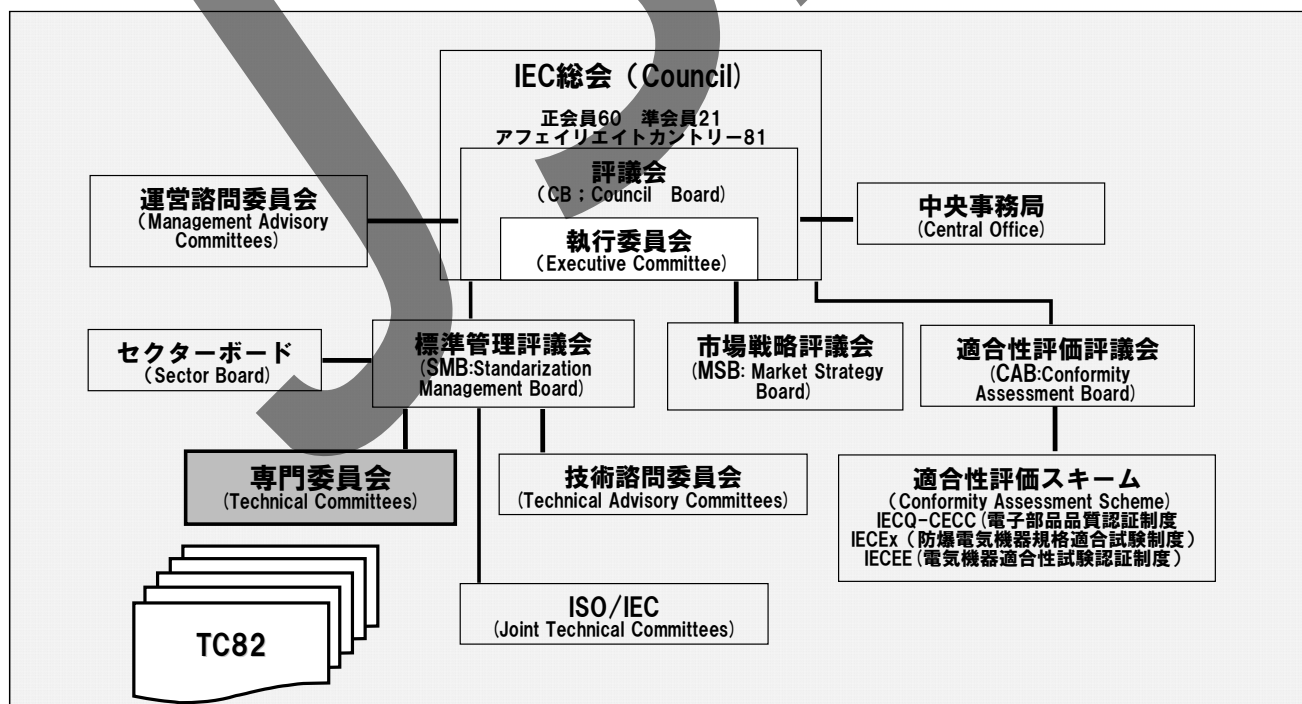 IEC総会（Council）
正会員60　準会員21
アフェイリエイトカントリー81
評議会
（CB；Council　Board）
執行委員会
（Executive Committee）
運営諮問委員会
（Management Advisory
Committees）
中央事務局
（Central Office）
セクターボード
（Sector Board）
標準管理評議会
（SMB:Standarization
Management Board）
市場戦略評議会
（MSB: Market Strategy
Board）
適合性評価評議会
（CAB:Conformity
Assessment Board）
専門委員会
（Technical Committees）
技術諮問委員会
（Technical Advisory Committees）
適合性評価スキーム
（Conformity Assessment Scheme）
IECQ-CECC（電子部品品質認証制度
IECEx（防爆電気機器規格適合試験制度）
IECEE（電気機器適合性試験認証制度）
ISO/IEC
（Joint Technical Committees）
TC82